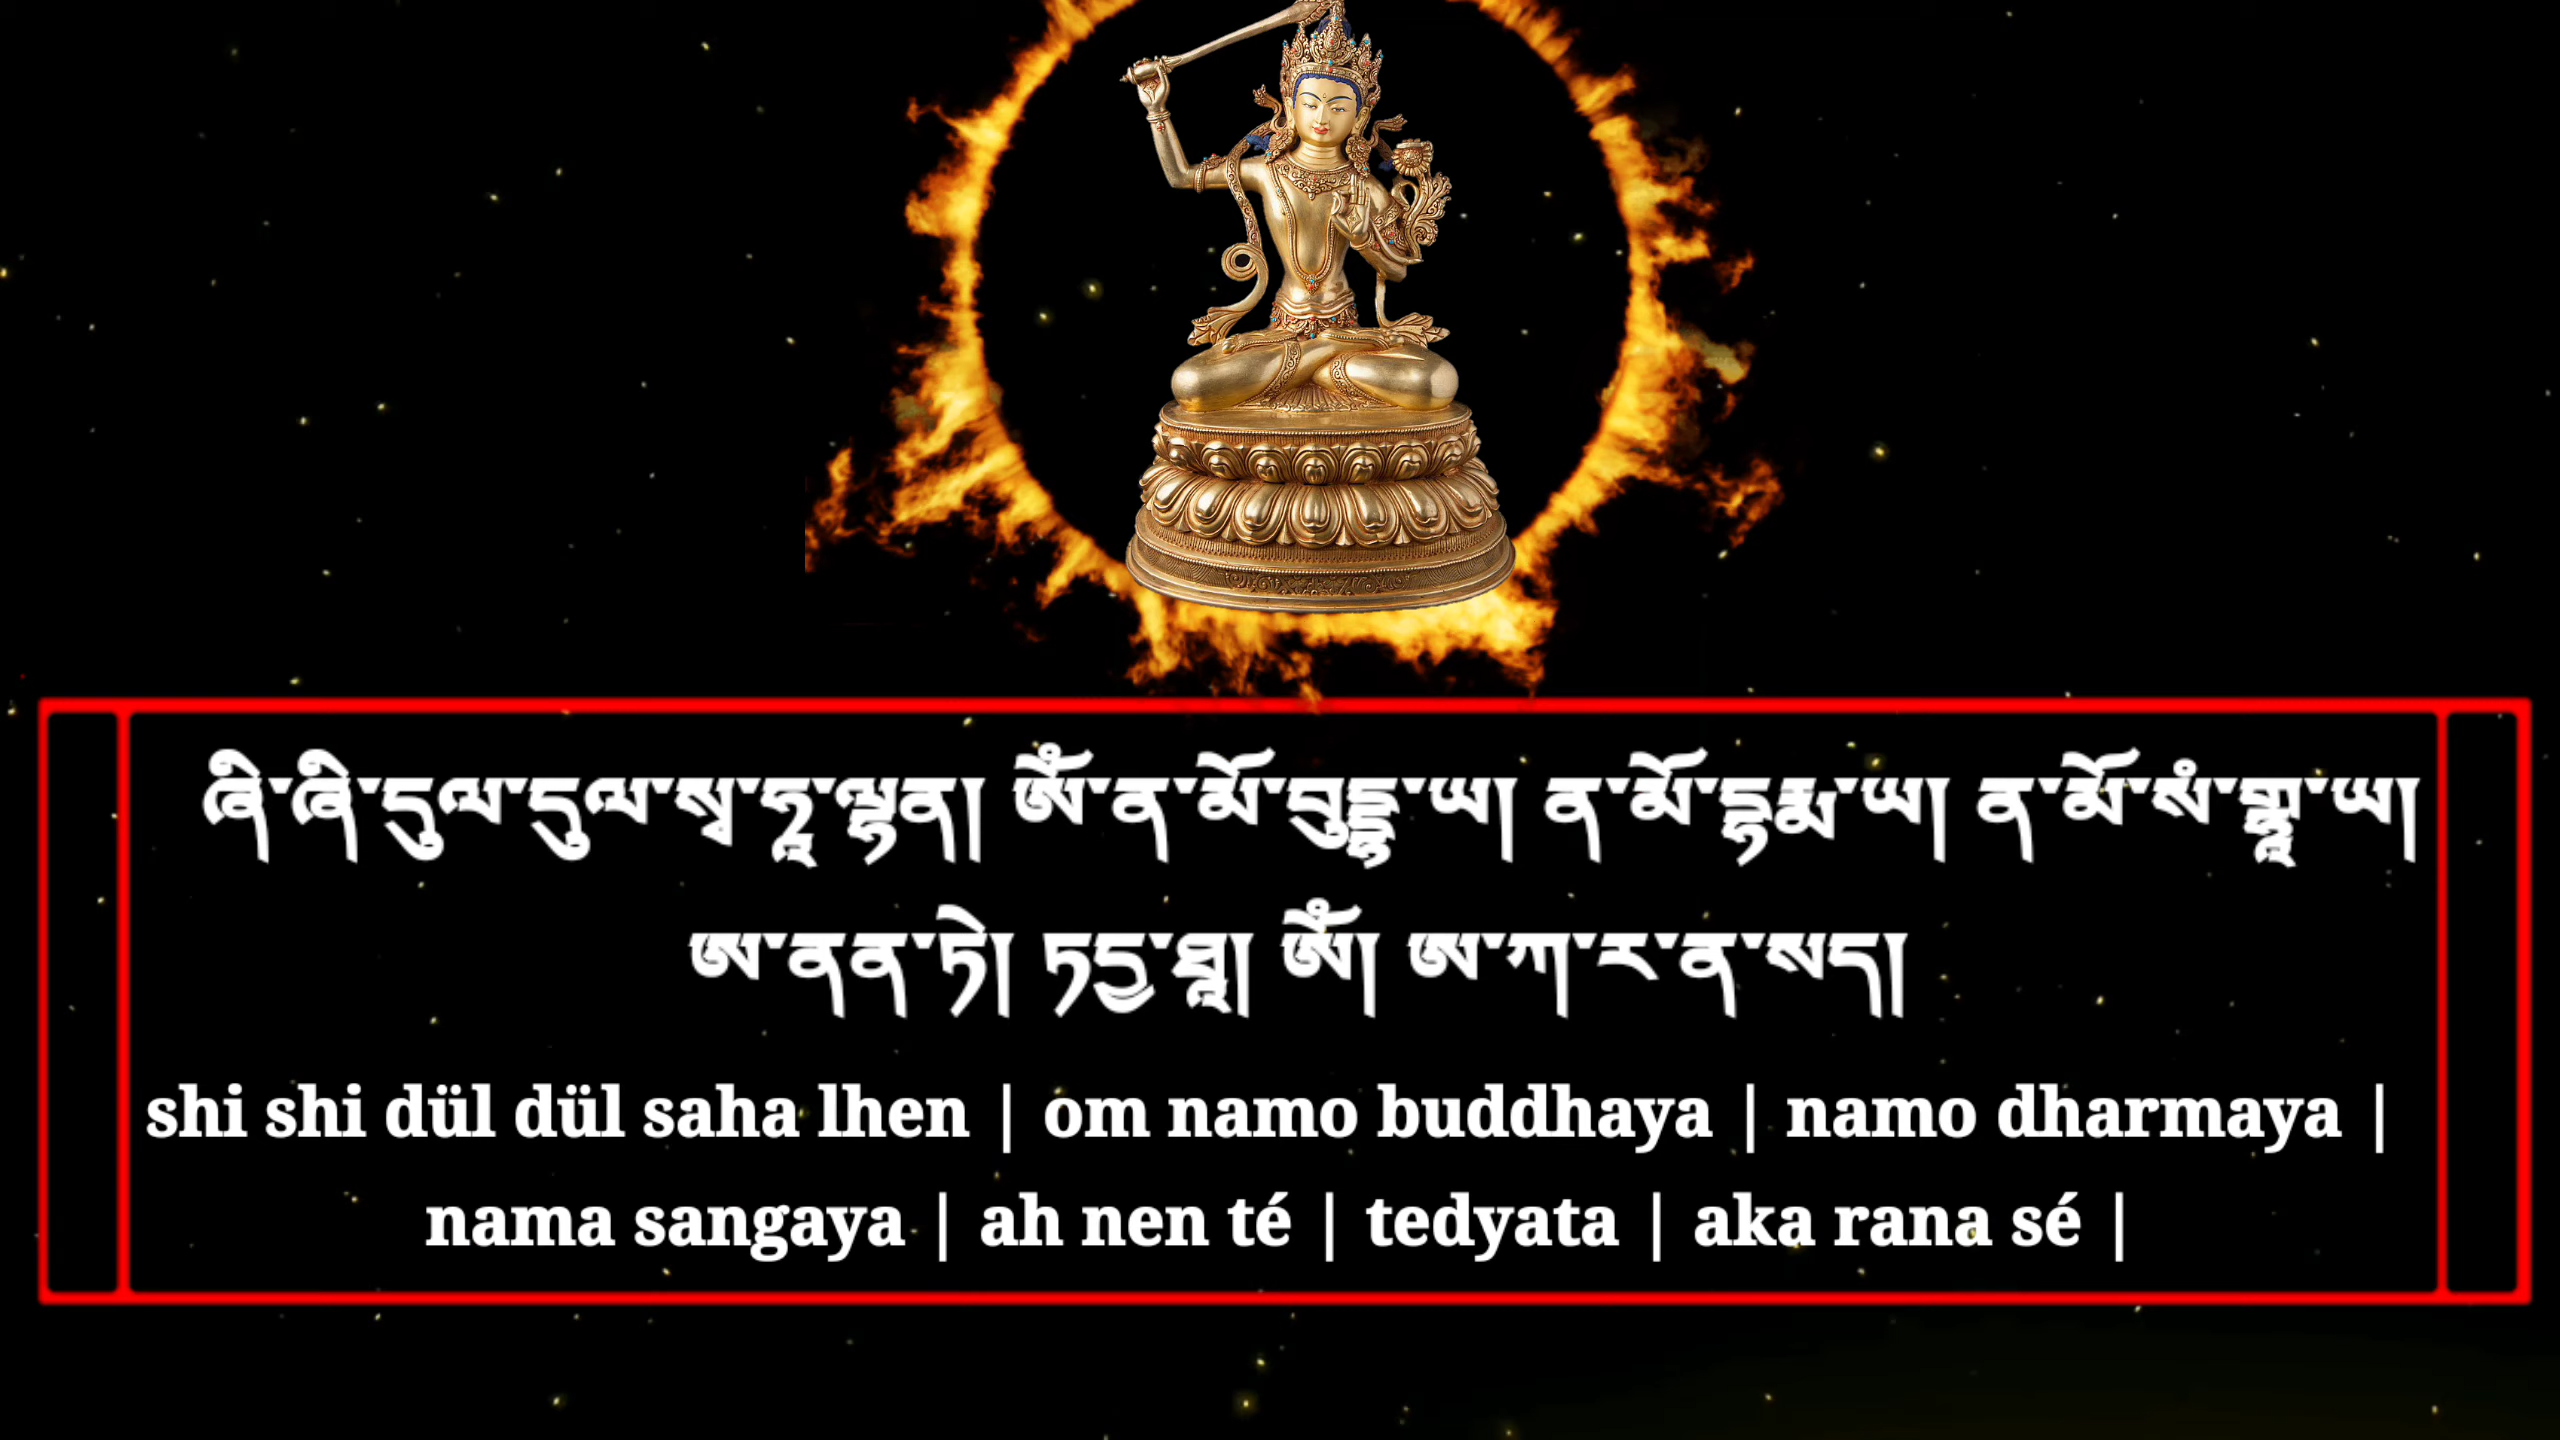 ཞི་ཞི་དུལ་དུལ་སྭ་ཧཱ་ལྷན། ཨོཾ་ན་མོ་བུདྡྷ་ཡ། ན་མོ་དྷརྨ་ཡ། ན་མོ་སཾ་གྷཱ་ཡ།
ཨ་ནན་ཏེ། ཏདྱ་ཐཱ། ཨོཾ། ཨ་ཀ་ར་ན་སད།
shi shi dül dül saha lhen | om namo buddhaya | namo dharmaya |
nama sangaya | ah nen té | tedyata | aka rana sé |